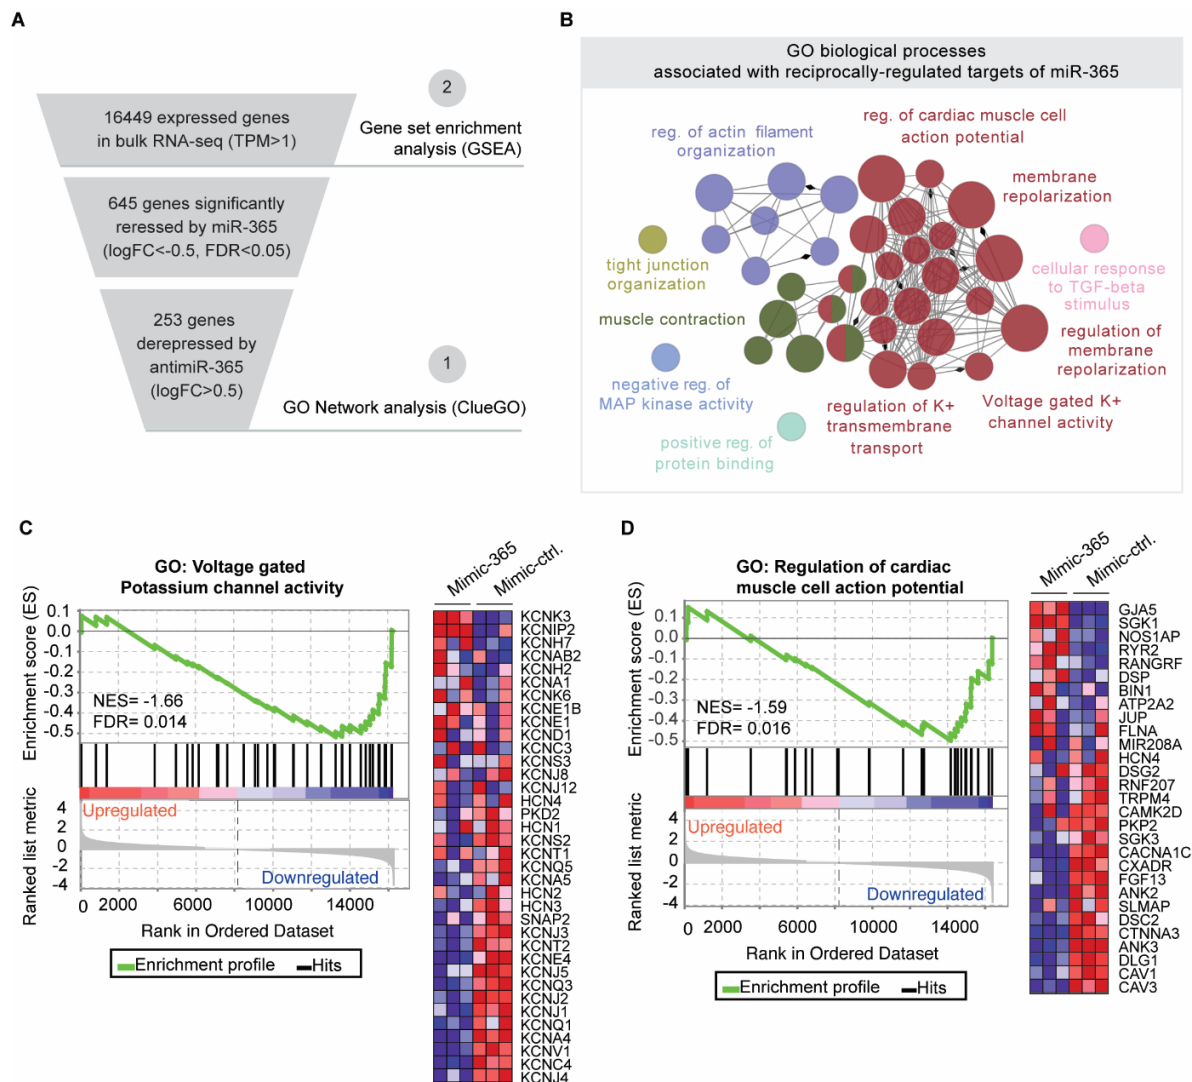 A
16449 expressed genes
in bulk RNA-seq (TPM>1)
2
Gene set enrichment
analysis (GSEA)
645 genes significantly
reressed by miR-365
(logFC<-0.5, FDR<0.05)
253 genes
derepressed by
antimiR-365
(logFC>0.5)
1
GO Network analysis (ClueGO)
B
GO biological processes
associated with reciprocally-regulated targets of miR-365
reg. of actin filament
organization
reg. of cardiac muscle cell
action potential
membrane
repolarization
tight junction
organization
cellular response
to TGF-beta
stimulus
muscle contraction
regulation of
membrane
repolarization
negative reg. of
MAP kinase activity
positive reg. of
protein binding
regulation of K+
transmembrane
transport
Voltage gated K+
channel activity
C
GO: Voltage gated
Potassium channel activity
Mimic-365
Mimic-ctrl.
Enrichment score (ES)
0.1
0.0
-0.1
-0.2
-0.3
-0.4
-0.5
NES= -1.66
FDR= 0.014
Ranked list metric
4
2
0
-2
-4
Upregulated
Downregulated
0 2000 6000 10000 14000
Rank in Ordered Dataset
Enrichment profile Hits
KCNK3
KCNIP2
KCNH7
KCNAB2
KCNH2
KCNA1
KCNK6
KCNE1B
KCNE1
KCND1
KCNC3
KCNS3
KCNJ8
KCNJ12
HCN4
PKD2
HCN1
KCNS2
KCNT1
KCNQ5
KCNA5
HCN2
HCN3
SNAP2
KCNJ3
KCNT2
KCNE4
KCNJ5
KCNQ3
KCNJ2
KCNJ1
KCNQ1
KCNA4
KCNV1
KCNC4
KCNJ4
D
GO: Regulation of cardiac
muscle cell action potential
Mimic-365
Mimic-ctrl.
Enrichment score (ES)
0.1
0.0
-0.1
-0.2
-0.3
-0.4
-0.5
NES= -1.59
FDR= 0.016
Ranked list metric
4
2
0
-2
-4
Upregulated
Downregulated
0 2000 6000 10000 14000
Rank in Ordered Dataset
Enrichment profile Hits
GJA5
SGK1
NOS1AP
RYR2
RANGRF
DSP
BIN1
ATP2A2
JUP
FLNA
MIR208A
HCN4
DSG2
RNF207
TRPM4
CAMK2D
PKP2
SGK3
CACNA1C
CXADR
FGF13
ANK2
SLMAP
DSC2
CTNNA3
ANK3
DLG1
CAV1
CAV3